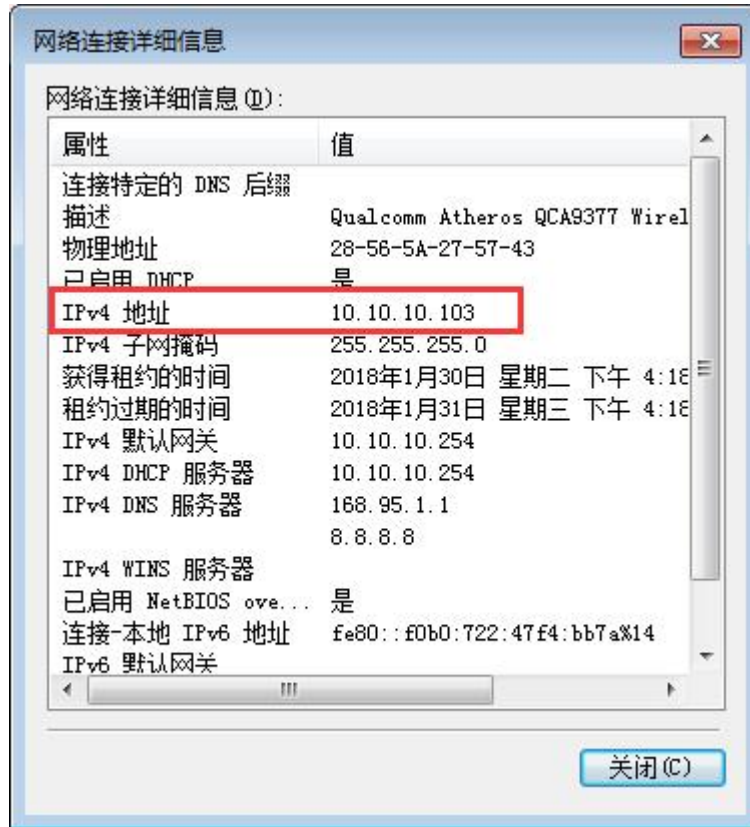 网络连接详细信息
网络连接详细信息(D):
属性 值
连接特定的 DNS 后缀
描述 Qualcomm Atheros QCA9377 Wirel
物理地址 28-56-5A-27-57-43
已启用 DHCP 是
IPv4 地址 10.10.10.103
IPv4 子网掩码 255.255.255.0
获得租约的时间 2018年1月30日 星期二 下午 4:18
租约过期的时间 2018年1月31日 星期三 下午 4:18
IPv4 默认网关 10.10.10.254
IPv4 DHCP 服务器 10.10.10.254
IPv4 DNS 服务器 168.95.1.1
8.8.8.8
IPv4 WINS 服务器
已启用 NetBIOS ove... 是
连接-本地 IPv6 地址 fe80::f0b0:722:47f4:bb7a%14
IPv6 默认网关
关闭(C)